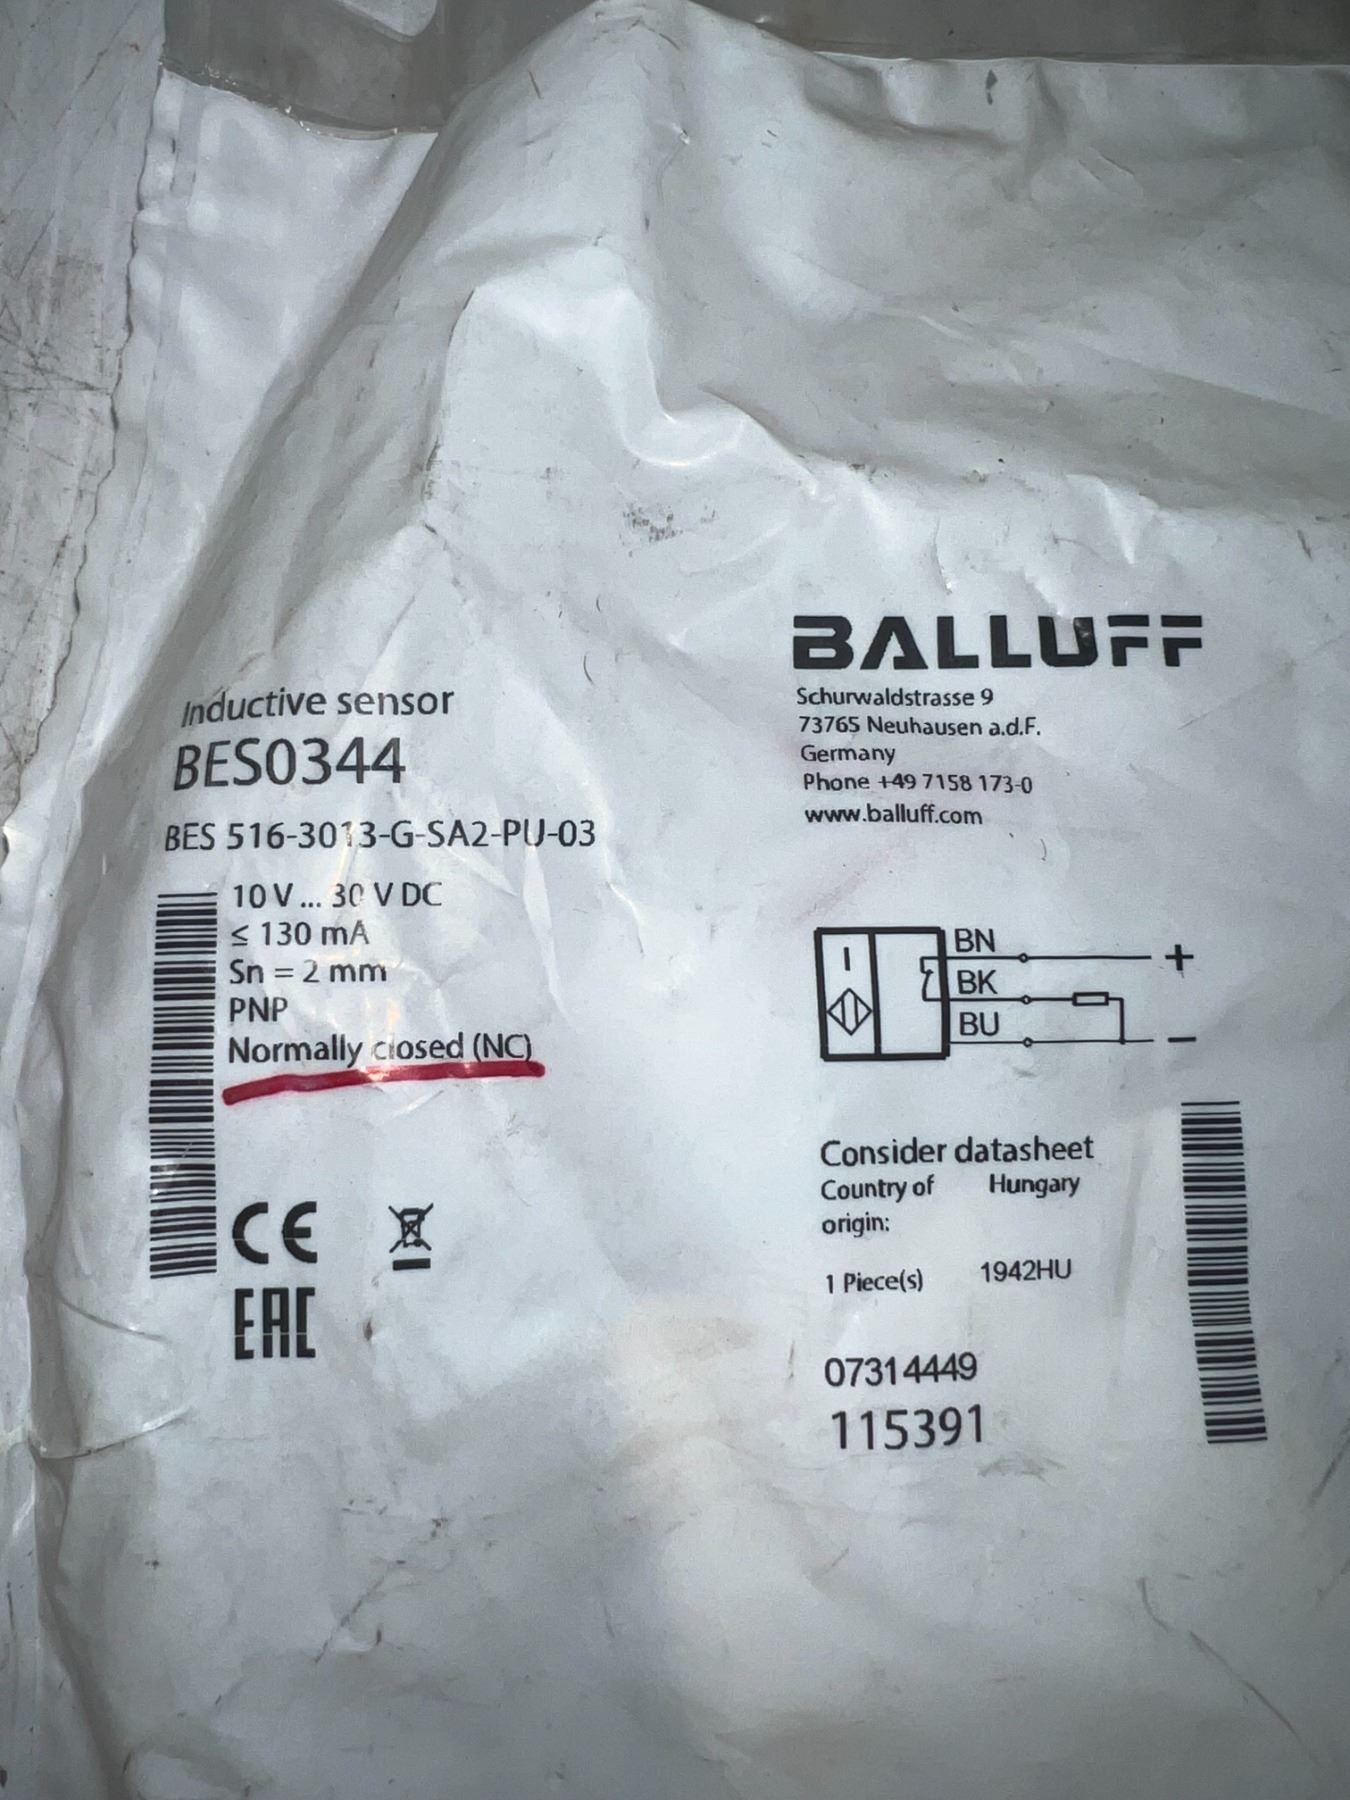 Inductive sensor
BES0344
BES 516-3013-G-SA2-PU-03
10 V ... 30 V DC
≤ 130 mA
Sn = 2 mm
PNP
Normally closed (NC)
CE
EAC
BALLUFF
Schurwaldstrasse 9
73765 Neuhausen a.d.F.
Germany
Phone +49 7158 173-0
www.balluff.com
BN +
BK
BU −
Consider datasheet
Country of Hungary
origin:
1 Piece(s) 1942HU
07314449
115391